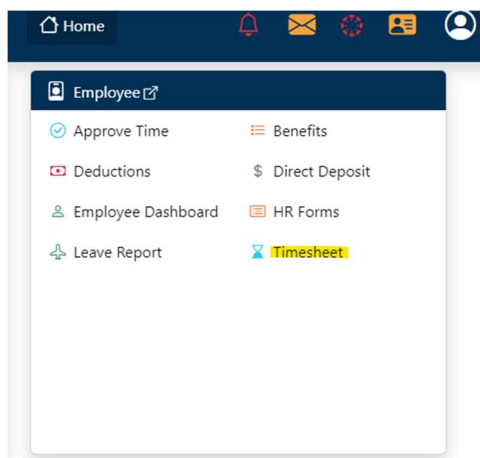 Home
Employee
Approve Time
Benefits
Deductions
$ Direct Deposit
Employee Dashboard
HR Forms
Leave Report
Timesheet